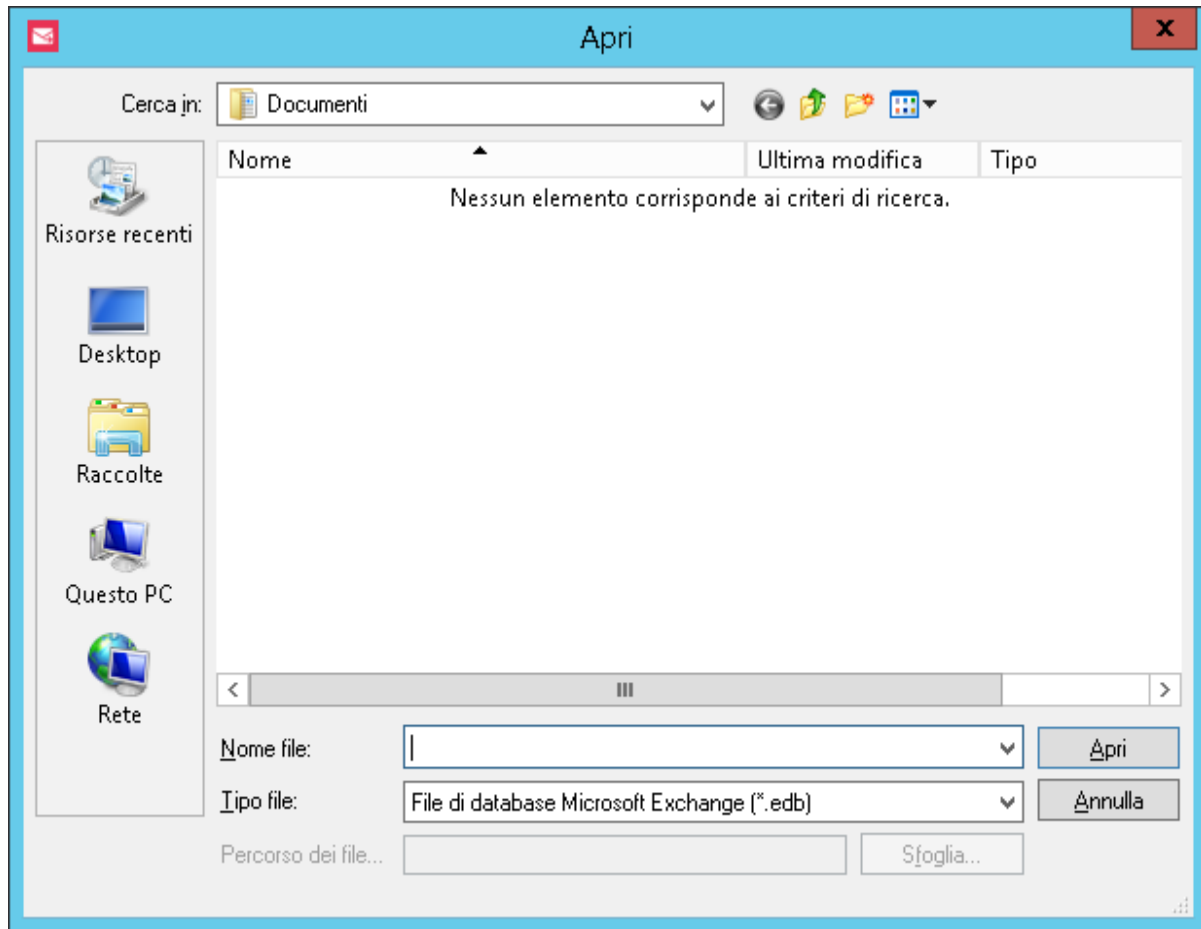 Apri
x
Cerca in: Documenti
Nome Ultima modifica Tipo
Nessun elemento corrisponde ai criteri di ricerca.
Risorse recenti
Desktop
Raccolte
Questo PC
Rete
Nome file: Apri
Tipo file: File di database Microsoft Exchange (*.edb) Annulla
Percorso dei file... Sfoglia...